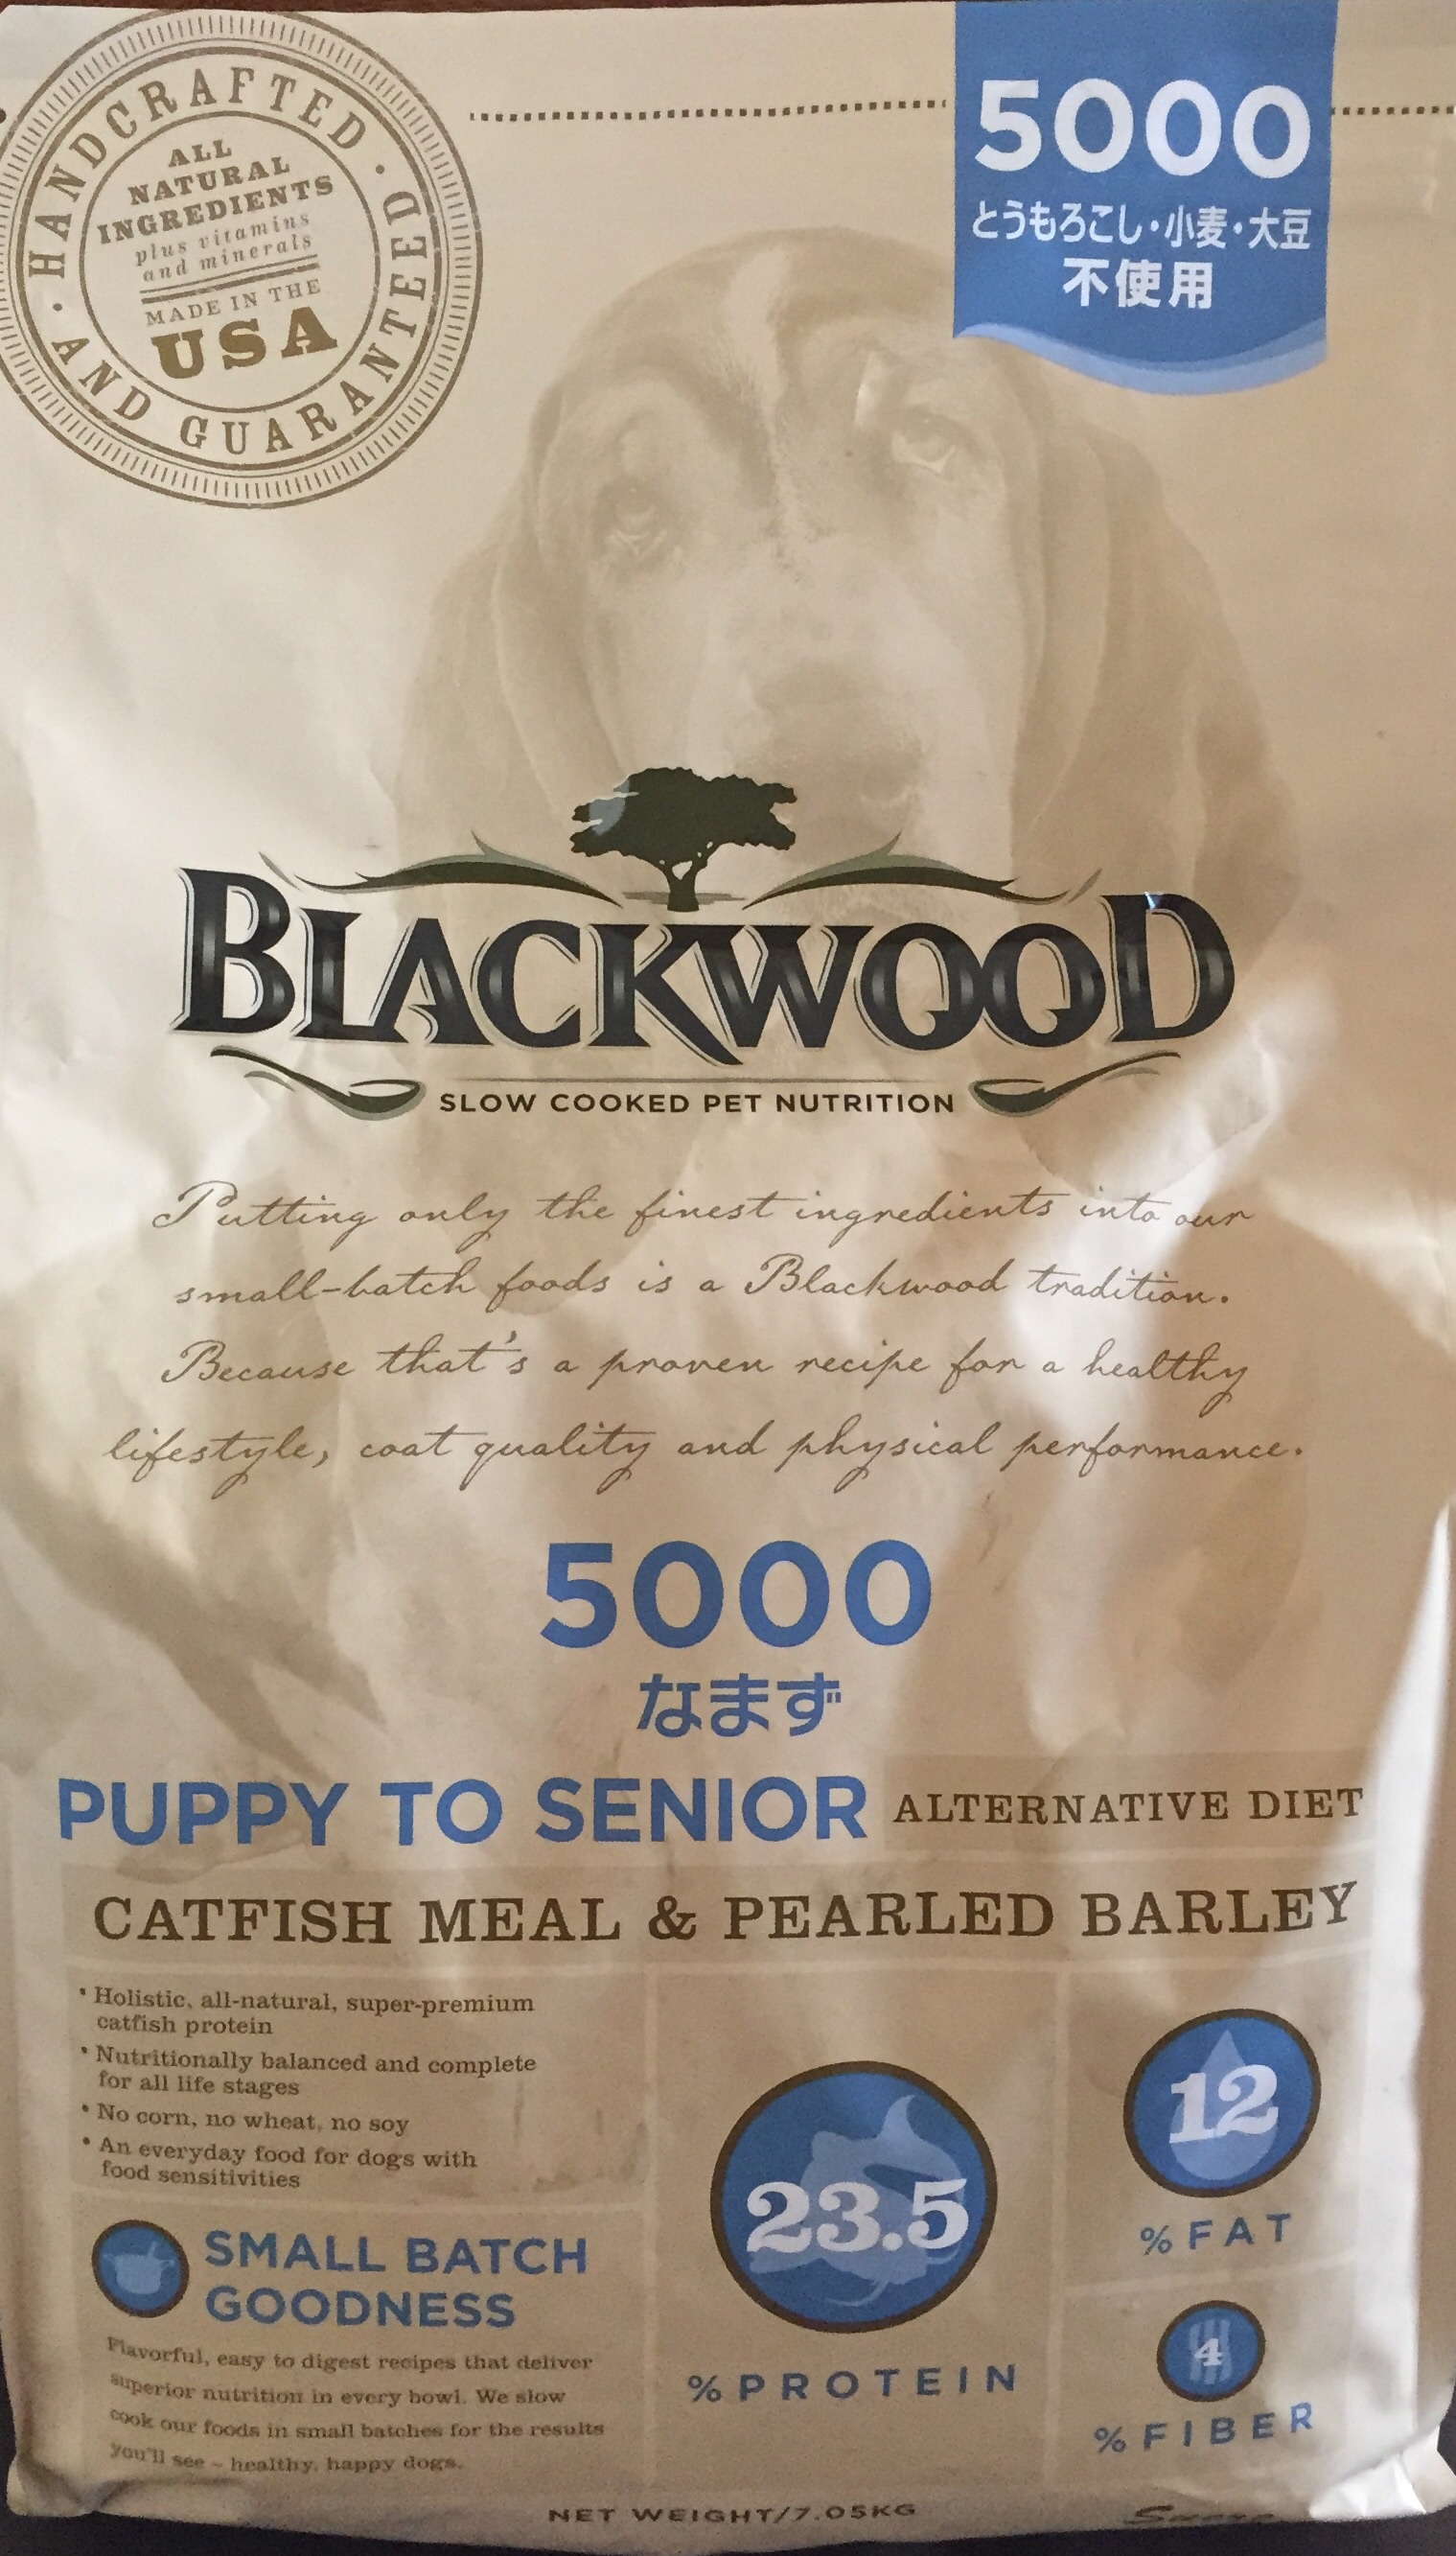 HANDCRAFTED · AND GUARANTEED ·
ALL
NATURAL
INGREDIENTS
plus vitamins
and minerals
MADE IN THE
USA
5000
とうもろこし・小麦・大豆
不使用
BLACKWOOD
SLOW COOKED PET NUTRITION
Putting only the finest ingredients into our
small-batch foods is a Blackwood tradition.
Because that's a proven recipe for a healthy
lifestyle, coat quality and physical performance.
5000
なまず
PUPPY TO SENIOR ALTERNATIVE DIET
CATFISH MEAL & PEARLED BARLEY
• Holistic, all-natural, super-premium
catfish protein
• Nutritionally balanced and complete
for all life stages
• No corn, no wheat, no soy
• An everyday food for dogs with
food sensitivities
SMALL BATCH
GOODNESS
Flavorful, easy to digest recipes that deliver
superior nutrition in every bowl. We slow
cook our foods in small batches for the results
you'll see – healthy, happy dogs.
23.5
% PROTEIN
12
% FAT
4
% FIBER
NET WEIGHT/7.05KG